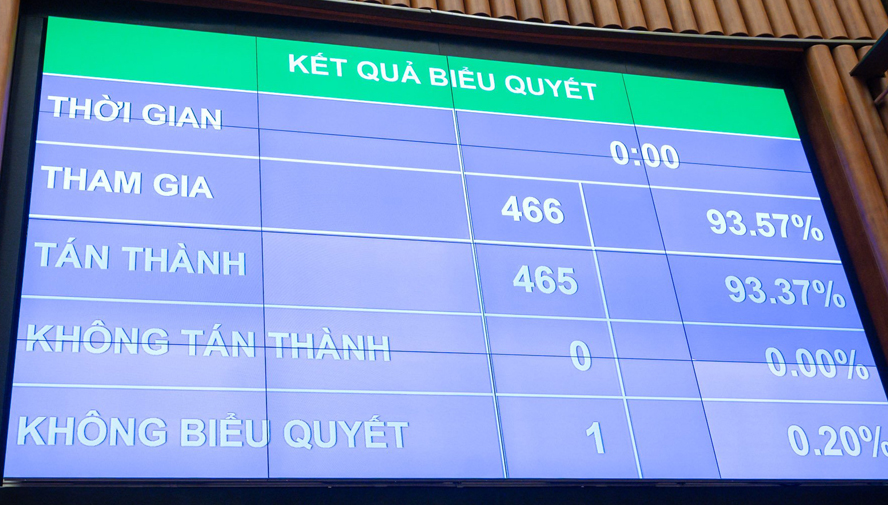 KẾT QUẢ BIỂU QUYẾT
THỜI GIAN 0:00
THAM GIA 466 93.57%
TÁN THÀNH 465 93.37%
KHÔNG TÁN THÀNH 0 0.00%
KHÔNG BIỂU QUYẾT 1 0.20%